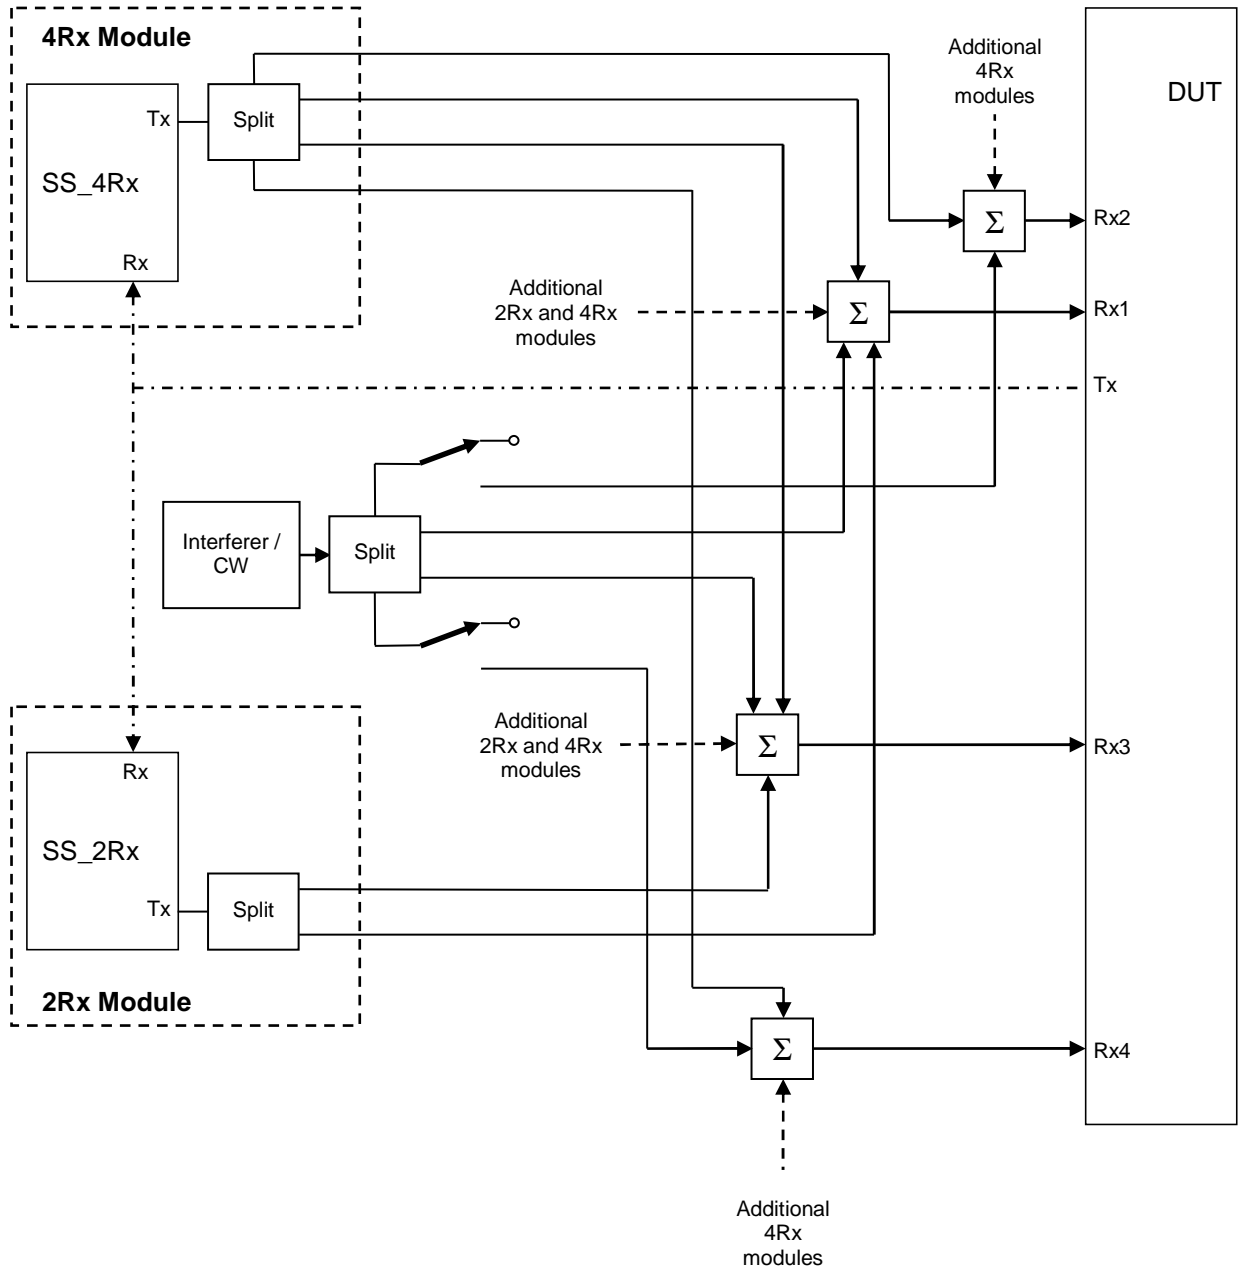 4Rx Module
Additional
4Rx
modules
DUT
Tx
Split
SS_4Rx
Σ
Rx2
Rx
Additional
2Rx and 4Rx
modules
Σ
Rx1
Tx
Interferer /
CW
Split
Additional
2Rx and 4Rx
modules
Σ
Rx3
Rx
SS_2Rx
Tx
Split
2Rx Module
Σ
Rx4
Additional
4Rx
modules